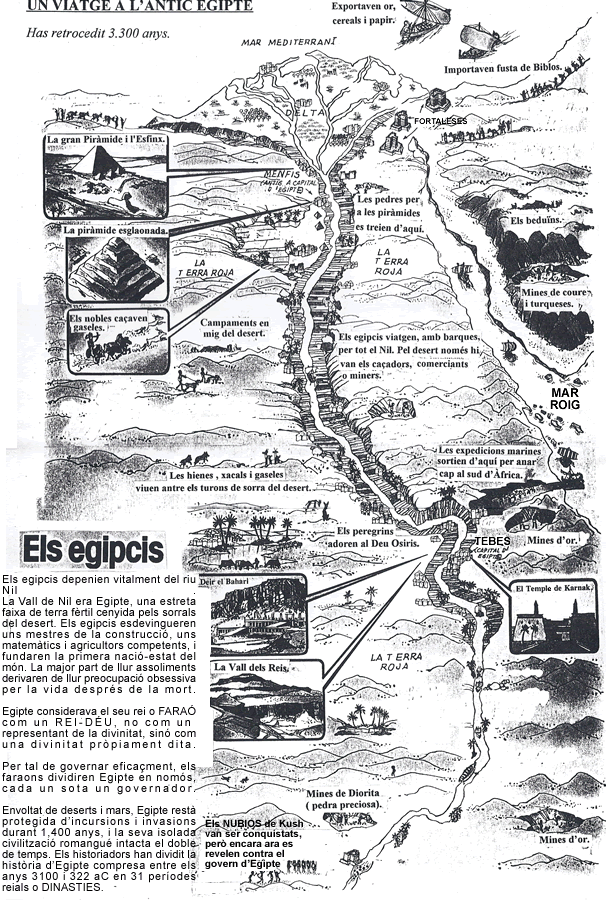 UN VIATGE A L'ANTIC EGIPTE
Has retrocedit 3.300 anys.
Exportaven or,
cereals i papir.
MAR MEDITERRANI
Importaven fusta de Biblos.
DELTA
FORTALESES
La gran Piràmide i l'Esfinx.
MENFIS
(ANTIGA CAPITAL
D'EGIPTE)
Les pedres per
a les piràmides
es treien d'aquí.
Els beduïns.
La piràmide esglaonada.
LA
TERRA ROJA
LA
TERRA
ROJA
Mines de coure
i turqueses.
Els nobles caçaven
gaseles.
Campaments en
mig del desert.
Els egipcis viatgen, amb barques,
per tot el Nil. Pel desert només hi
van els caçadors, comerciants
o miners.
MAR
ROIG
Les expedicions marines
sortien d'aquí per anar
cap al sud d'Àfrica.
Les hienes , xacals i gaseles
viuen antre els turons de sorra del desert.
Els peregrins
adoren al Deu Osiris.
TEBES
(CAPITAL D'
EGIPTE)
Mines d'or.
Els egipcis
Deir el Bahari
El Temple de Karnak.
La Vall dels Reis.
LA TERRA
ROJA
Els egipcis depenien vitalment del riu
Nil
La Vall de Nil era Egipte, una estreta
faixa de terra fèrtil cenyida pels sorrals
del desert. Els egipcis esdevingueren
uns mestres de la construcció, uns
matemàtics i agricultors competents, i
fundaren la primera nació-estat del
món. La major part de llur assoliments
derivaren de llur preocupació obsessiva
per la vida després de la mort.
Egipte considerava el seu rei o FARAÓ
com un REI-DÉU, no com un
representant de la divinitat, sinó com
una divinitat pròpiament dita.
Per tal de governar eficaçment, els
faraons dividiren Egipte en nomós,
cada un sota un governador.
Envoltat de deserts i mars, Egipte restà
protegida d'incursions i invasions
durant 1,400 anys, i la seva isolada
civilització romangué intacta el doble
de temps. Els historiadors han dividit la
història d'Egipte compresa entre els
anys 3100 i 322 aC en 31 períodes
reials o DINASTIES.
Mines de Diorita
( pedra preciosa).
Els NUBIOS de Kush
van ser conquistats,
però encara ara es
revelen contra el
govern d'Egipte
Mines d'or.